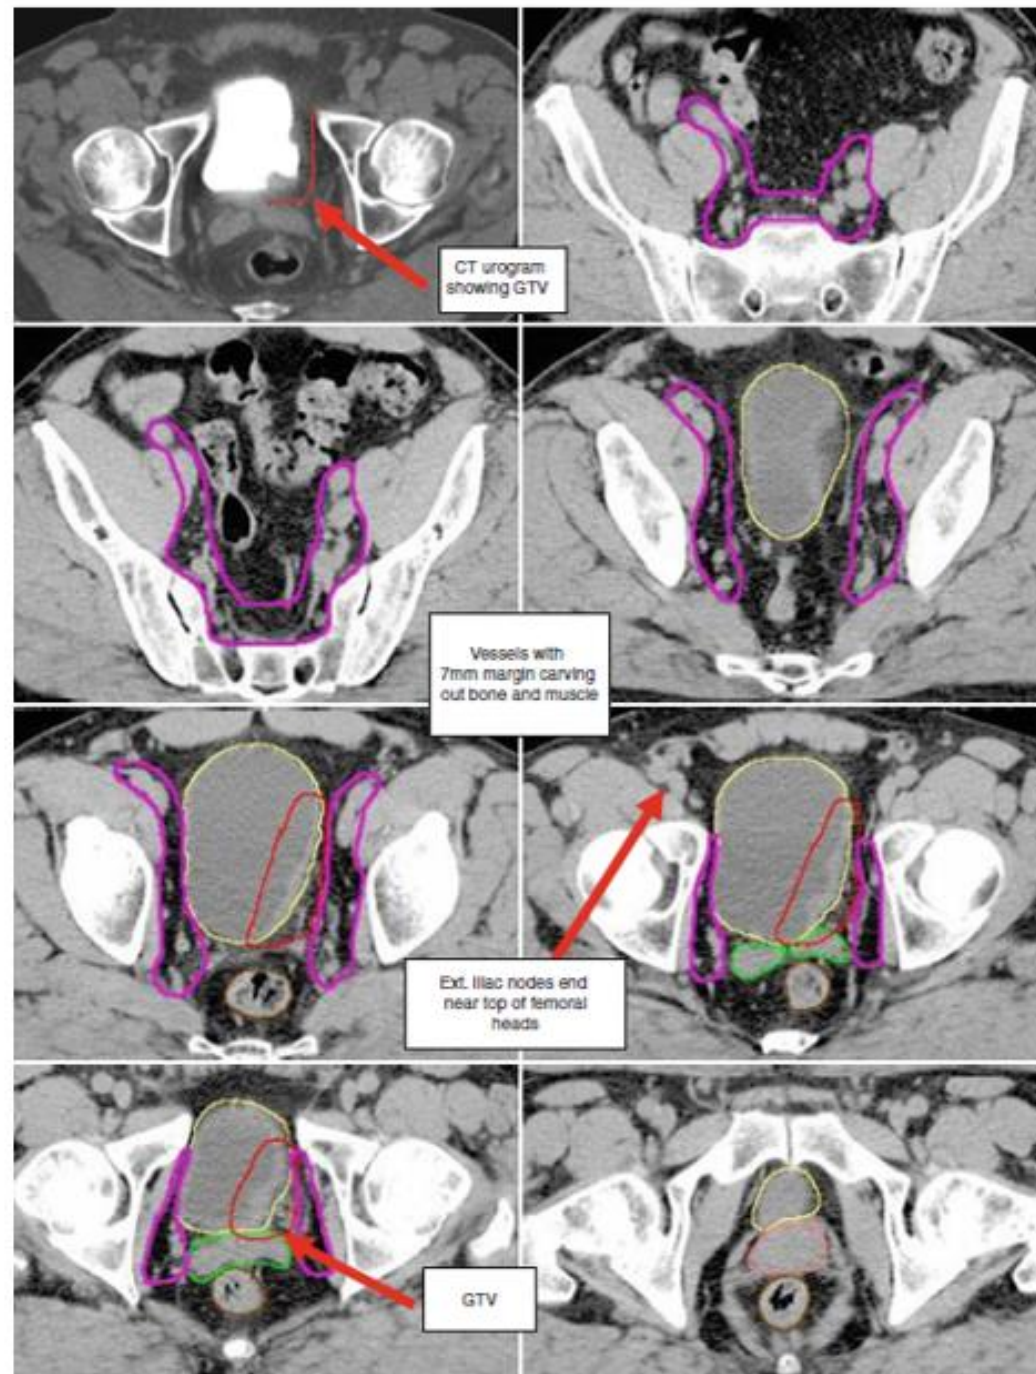 CT urogram
showing GTV
Vessels with
7mm margin carving
out bone and muscle
Ext. Iliac nodes end
near top of femoral
heads
GTV